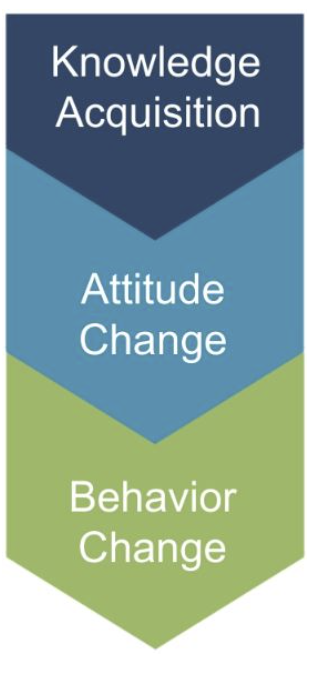 Knowledge
Acquisition
Attitude
Change
Behavior
Change